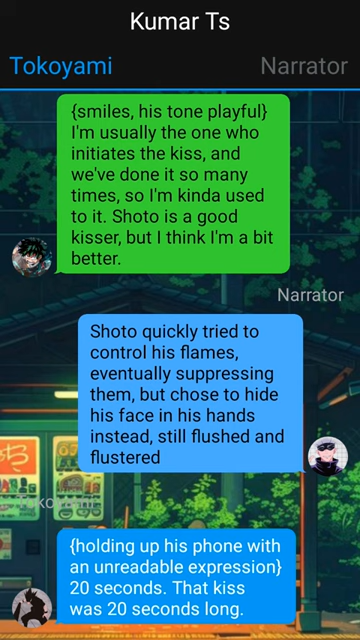 Kumar Ts
Tokoyami
Narrator
{smiles, his tone playful}
I'm usually the one who
initiates the kiss, and
we've done it so many
times, so I'm kinda used
to it. Shoto is a good
kisser, but I think I'm a bit
better.
Narrator
Shoto quickly tried to
control his flames,
eventually suppressing
them, but chose to hide
his face in his hands
instead, still flushed and
flustered
{holding up his phone with
an unreadable expression}
20 seconds. That kiss
was 20 seconds long.